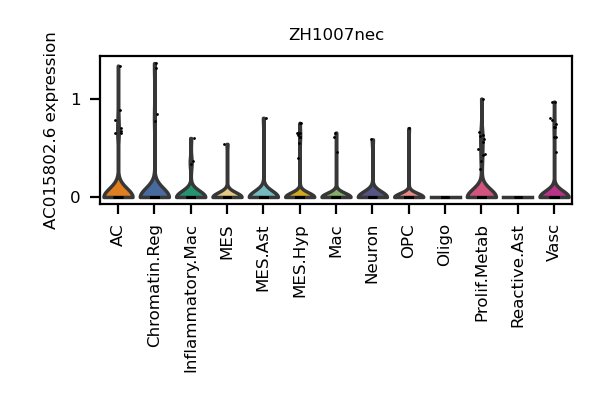 ZH1007nec
AC015802.6 expression
1
0
AC
Chromatin.Reg
Inflammatory.Mac
MES
MES.Ast
MES.Hyp
Mac
Neuron
OPC
Oligo
Prolif.Metab
Reactive.Ast
Vasc